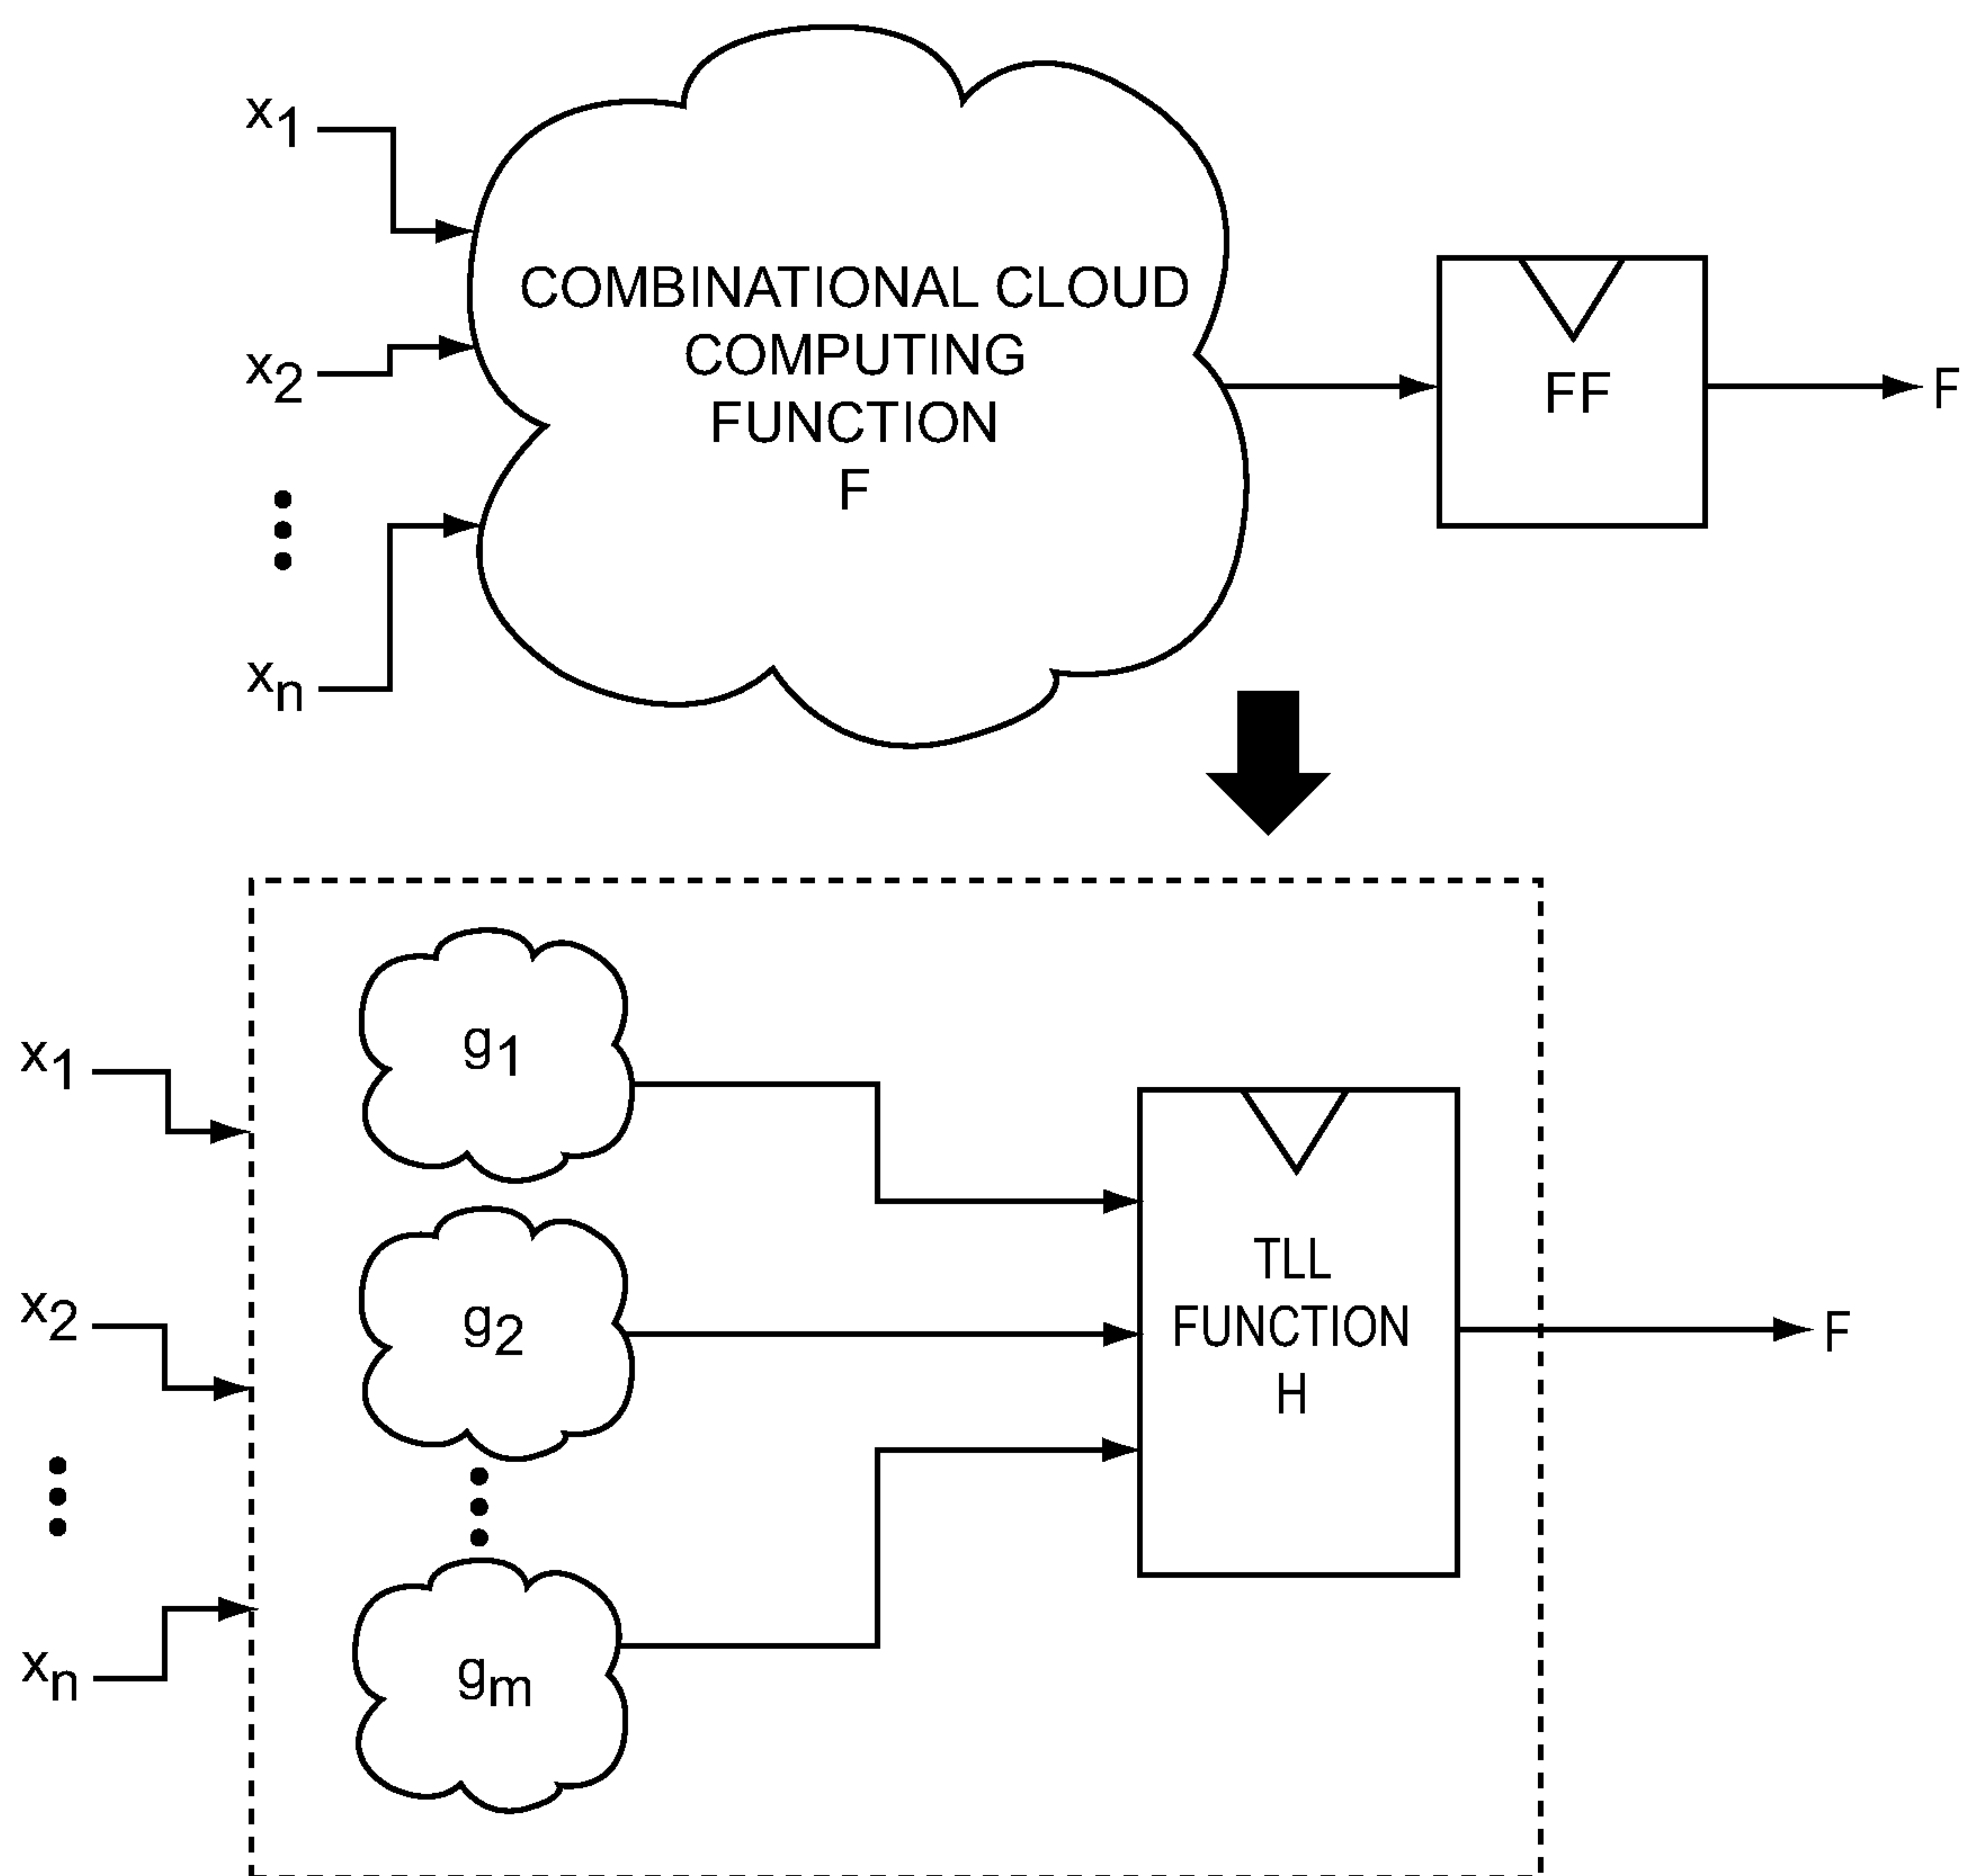 x1
x2
xn
COMBINATIONAL CLOUD
COMPUTING
FUNCTION
F
FF
F
x1
x2
xn
g1
g2
gm
TLL
FUNCTION
H
F